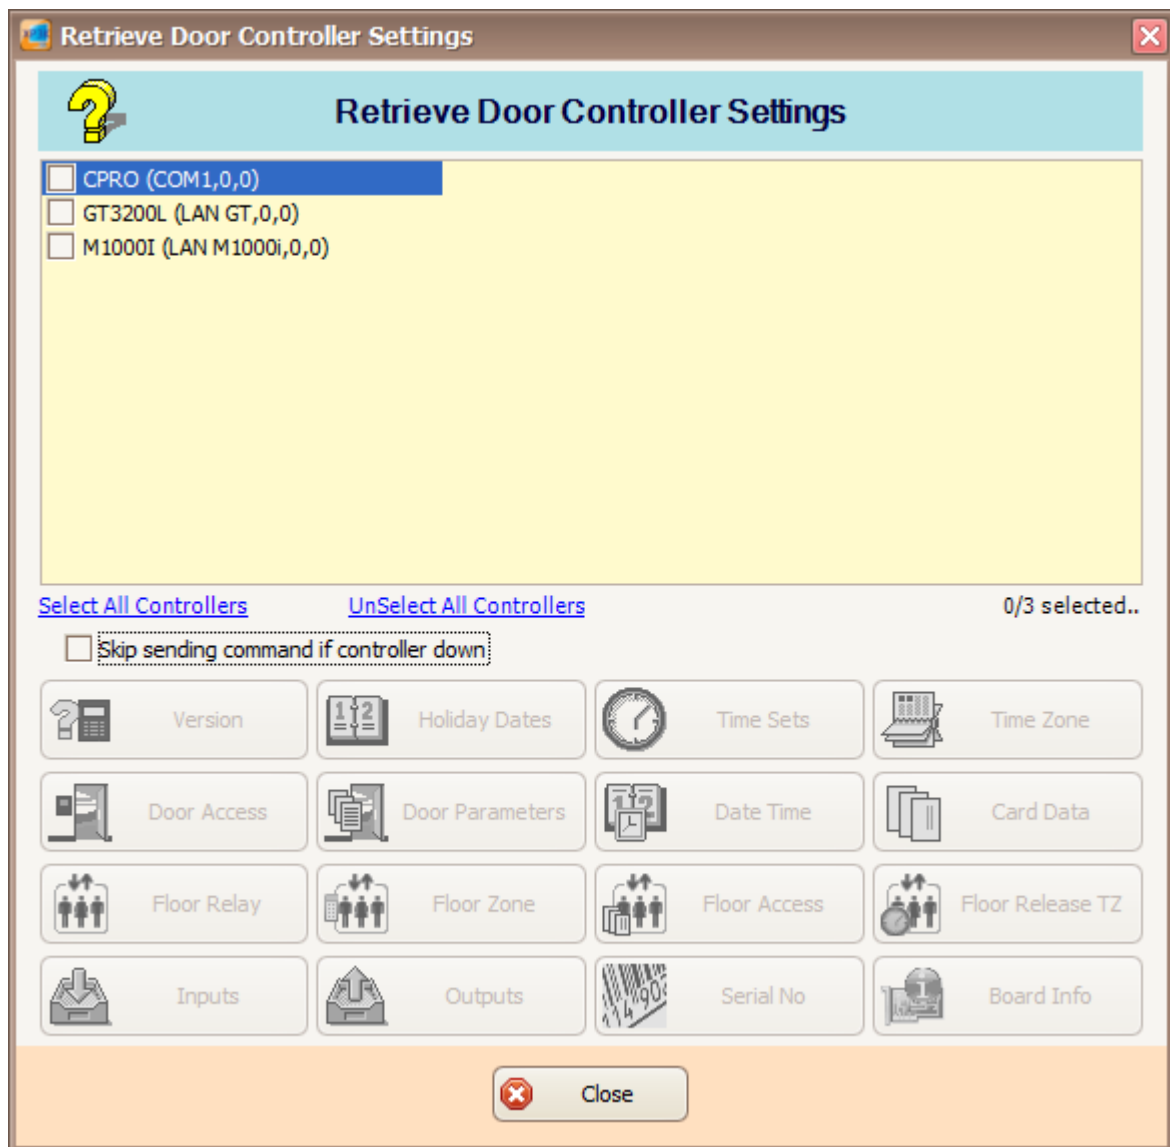 Retrieve Door Controller Settings
Retrieve Door Controller Settings
CPRO (COM1,0,0)
GT3200L (LAN GT,0,0)
M1000I (LAN M1000i,0,0)
Select All Controllers UnSelect All Controllers 0/3 selected..
Skip sending command if controller down
Version Holiday Dates Time Sets Time Zone
Door Access Door Parameters Date Time Card Data
Floor Relay Floor Zone Floor Access Floor Release TZ
Inputs Outputs Serial No Board Info
Close